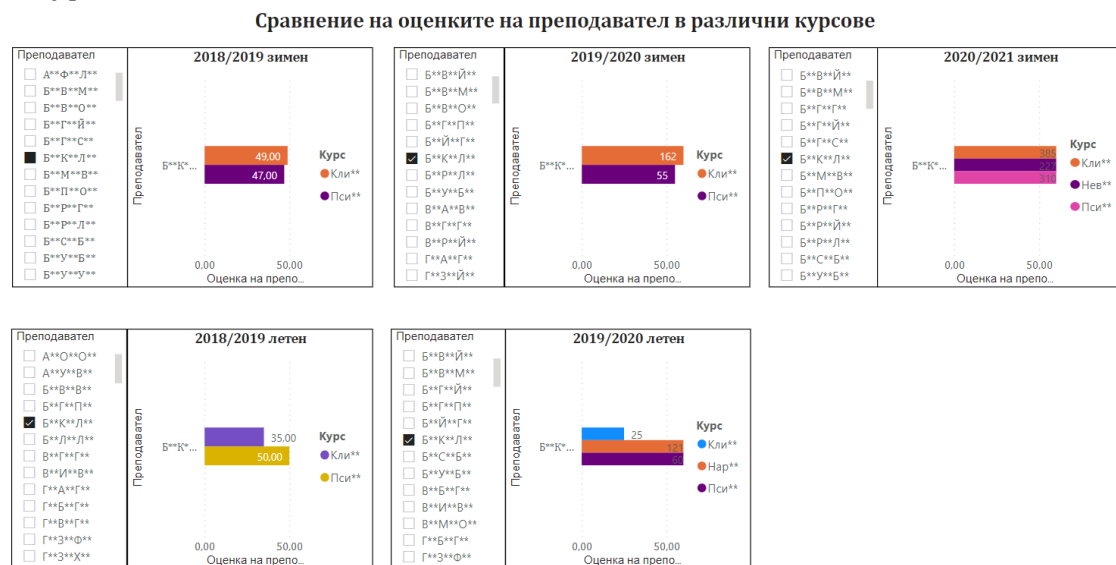 Сравнение на оценките на преподавател в различни курсове
Преподавател
А**Ф**Л**
Б**В**М**
Б**В**О**
Б**Г**Й**
Б**Г**С**
Б**К**Л**
Б**М**В**
Б**П**О**
Б**Р**Г**
Б**Р**Л**
Б**С**Б**
Б**У**Б**
Б**У**У**
2018/2019 зимен
Преподавател
Б**К*...
49,00
47,00
0,00 50,00
Оценка на препо...
Курс
Кли**
Пси**
Преподавател
Б**В**Й**
Б**В**М**
Б**В**О**
Б**Г**П**
Б**Й**Г**
Б**К**Л**
Б**Р**Л**
Б**У**Б**
В**А**В**
В**Г**Г**
В**Р**Й**
Г**А**Г**
Г**З**Й**
2019/2020 зимен
Преподавател
Б**К*...
162
55
0,00 50,00
Оценка на препо...
Курс
Кли**
Пси**
Преподавател
Б**В**Й**
Б**В**М**
Б**Г**Г**
Б**Г**Й**
Б**Г**С**
Б**К**Л**
Б**М**В**
Б**П**О**
Б**Р**Г**
Б**Р**Й**
Б**Р**Л**
Б**С**Б**
Б**У**Б**
2020/2021 зимен
Преподавател
Б**К*...
385
310
0,00 50,00
Оценка на препо...
Курс
Кли**
Нев**
Пси**
Преподавател
А**О**О**
А**У**В**
Б**В**В**
Б**Г**П**
Б**К**Л**
Б**Л**Л**
В**Г**Г**
В**И**В**
Г**А**Г**
Г**Б**Г**
Г**В**Г**
Г**З**Ф**
Г**З**Х**
2018/2019 летен
Преподавател
Б**К*...
35,00
50,00
0,00 50,00
Оценка на препо...
Курс
Кли**
Пси**
Преподавател
Б**В**Й**
Б**В**М**
Б**Г**Й**
Б**Г**П**
Б**Й**Г**
Б**К**Л**
Б**С**Б**
Б**У**Б**
В**Б**Г**
В**И**В**
В**М**О**
Г**Б**Г**
Г**З**Ф**
2019/2020 летен
Преподавател
Б**К*...
25
121
60
0,00 50,00
Оценка на препо...
Курс
Кли**
Нар**
Пси**